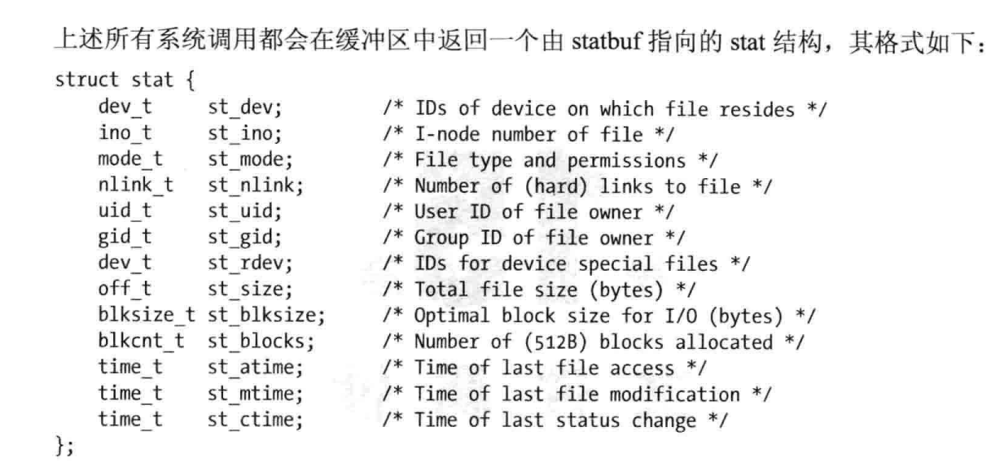 上述所有系统调用都会在缓冲区中返回一个由 statbuf 指向的 stat 结构，其格式如下：
struct stat {
    dev_t     st_dev;         /* IDs of device on which file resides */
    ino_t     st_ino;         /* I-node number of file */
    mode_t    st_mode;        /* File type and permissions */
    nlink_t   st_nlink;       /* Number of (hard) links to file */
    uid_t     st_uid;         /* User ID of file owner */
    gid_t     st_gid;         /* Group ID of file owner */
    dev_t     st_rdev;        /* IDs for device special files */
    off_t     st_size;        /* Total file size (bytes) */
    blksize_t st_blksize;     /* Optimal block size for I/O (bytes) */
    blkcnt_t  st_blocks;      /* Number of (512B) blocks allocated */
    time_t    st_atime;       /* Time of last file access */
    time_t    st_mtime;       /* Time of last file modification */
    time_t    st_ctime;       /* Time of last status change */
};